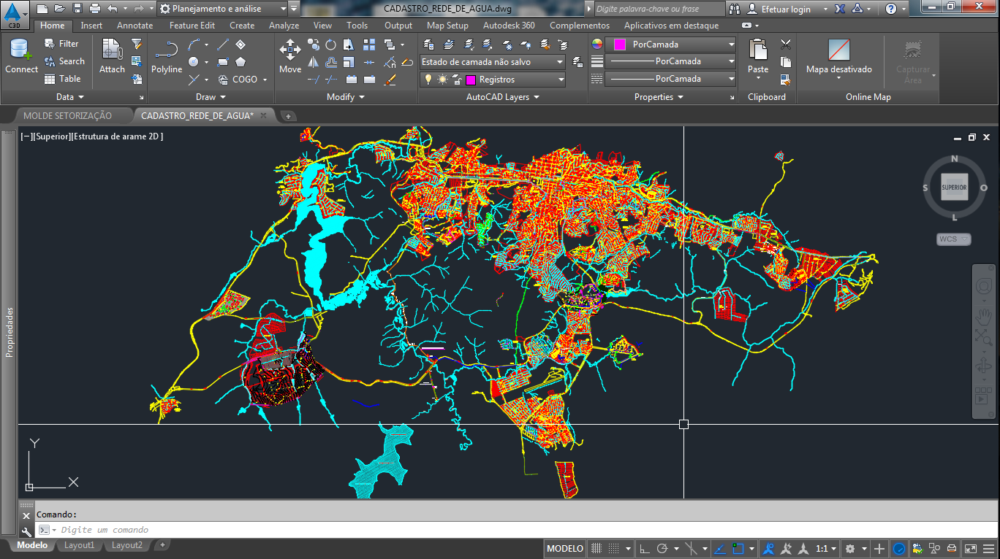 C3D
Planejamento e análise
CADASTRO_REDE_DE_AGUA.dwg
Digite palavra-chave ou frase
Efetuar login
Home Insert Annotate Feature Edit Create Analyze View Tools Output Map Setup Autodesk 360 Complementos Aplicativos em destaque
Connect
Filter
Search
Table
Attach
Polyline
COGO
Move
Estado de camada não salvo
Registros
PorCamada
PorCamada
PorCamada
Paste
Mapa desativado
Capturar
Área
Data Draw Modify AutoCAD Layers Properties Clipboard Online Map
MOLDE SETORIZAÇÃO
CADASTRO_REDE_DE_AGUA*
[−][Superior][Estrutura de arame 2D ]
N
S SUPERIOR O
L
WCS
Propriedades
Y
X
Comando:
Digite um comando
Modelo Layout1 Layout2
MODELO
1:1